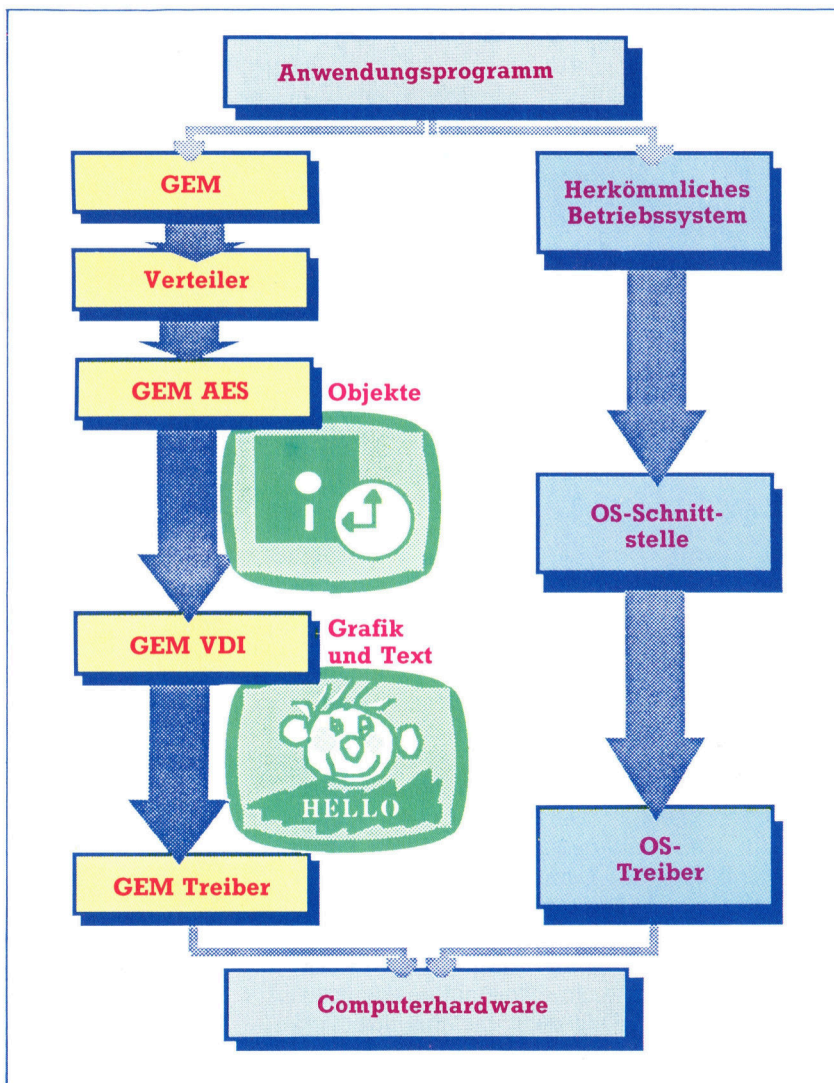 Anwendungsprogramm
GEM
Herkömmliches
Betriebssystem
Verteiler
GEM AES
Objekte
OS-Schnitt-
stelle
GEM VDI
Grafik
und Text
HELLO
GEM Treiber
OS-
Treiber
Computerhardware